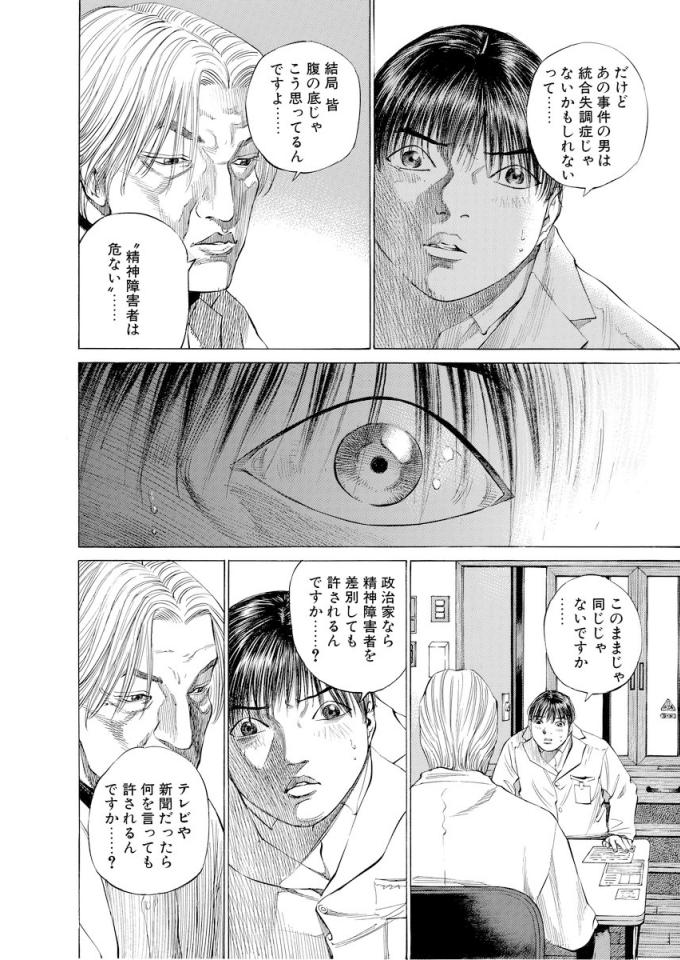 だけど
あの事件の男は
統合失調症じゃ
ないかもしれない
って……
結局 皆
腹の底じゃ
こう思ってるん
ですよ……
〝精神障害者は
危ない〟……
このままじゃ
同じじゃ
ないですか
……
政治家なら
精神障害者を
差別しても
許されるん
ですか……？
テレビや
新聞だったら
何を言っても
許されるん
ですか……？